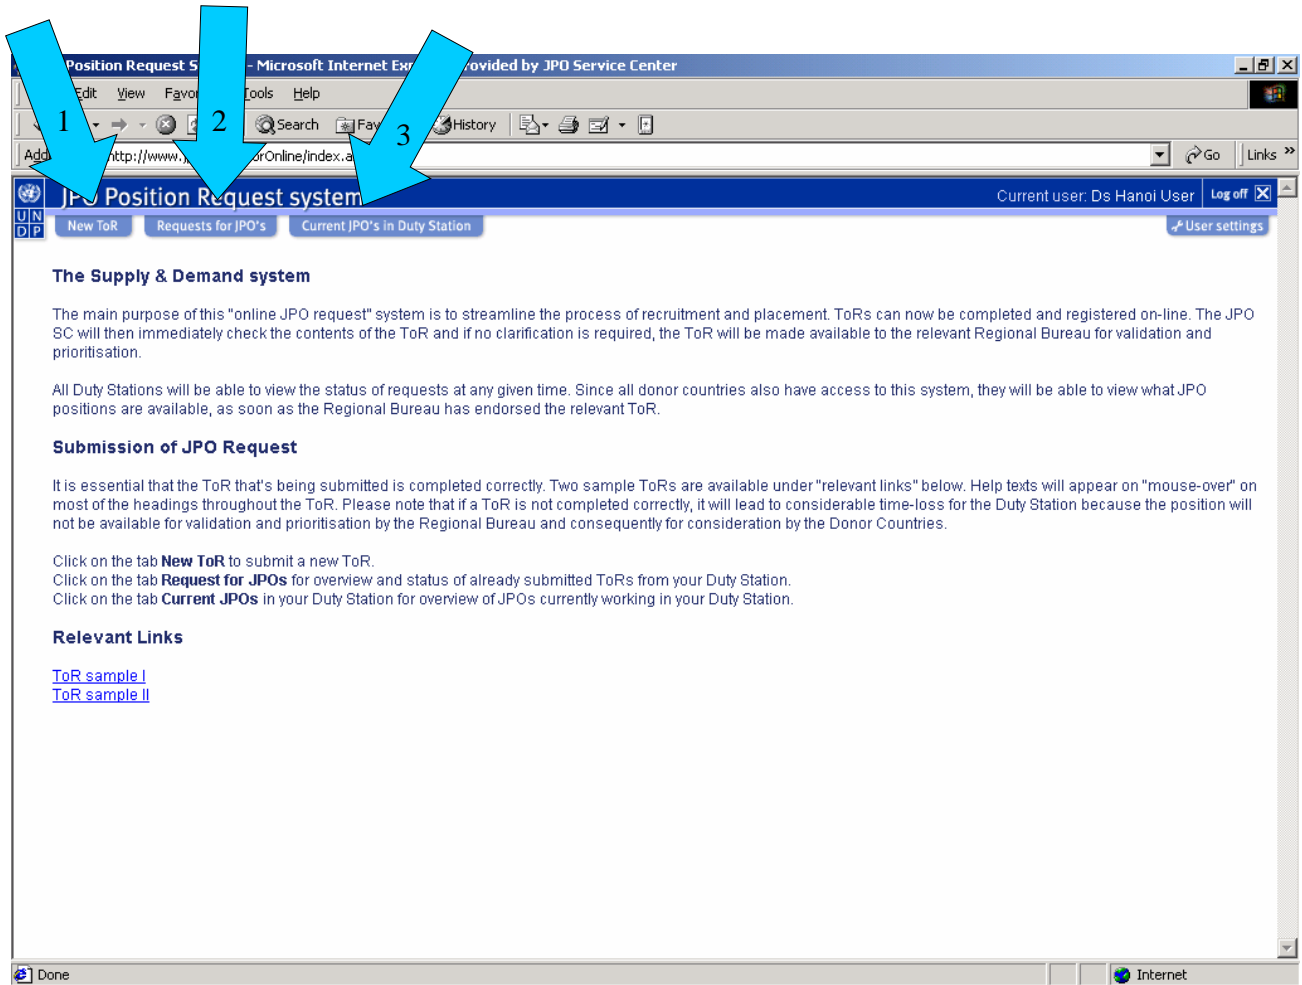 1
2
3
Position Request S - Microsoft Internet Ex rovided by JPO Service Center
Edit View Favor Tools Help
Search Fav History
Add http://www.j orOnline/index.a Go Links »
JPO Position Request system Current user: Ds Hanoi User Log off
UN
DP
New ToR Requests for JPO's Current JPO's in Duty Station User settings
The Supply & Demand system
The main purpose of this "online JPO request" system is to streamline the process of recruitment and placement. ToRs can now be completed and registered on-line. The JPO
SC will then immediately check the contents of the ToR and if no clarification is required, the ToR will be made available to the relevant Regional Bureau for validation and
prioritisation.
All Duty Stations will be able to view the status of requests at any given time. Since all donor countries also have access to this system, they will be able to view what JPO
positions are available, as soon as the Regional Bureau has endorsed the relevant ToR.
Submission of JPO Request
It is essential that the ToR that's being submitted is completed correctly. Two sample ToRs are available under "relevant links" below. Help texts will appear on "mouse-over" on
most of the headings throughout the ToR. Please note that if a ToR is not completed correctly, it will lead to considerable time-loss for the Duty Station because the position will
not be available for validation and prioritisation by the Regional Bureau and consequently for consideration by the Donor Countries.
Click on the tab New ToR to submit a new ToR.
Click on the tab Request for JPOs for overview and status of already submitted ToRs from your Duty Station.
Click on the tab Current JPOs in your Duty Station for overview of JPOs currently working in your Duty Station.
Relevant Links
ToR sample I
ToR sample II
Done Internet